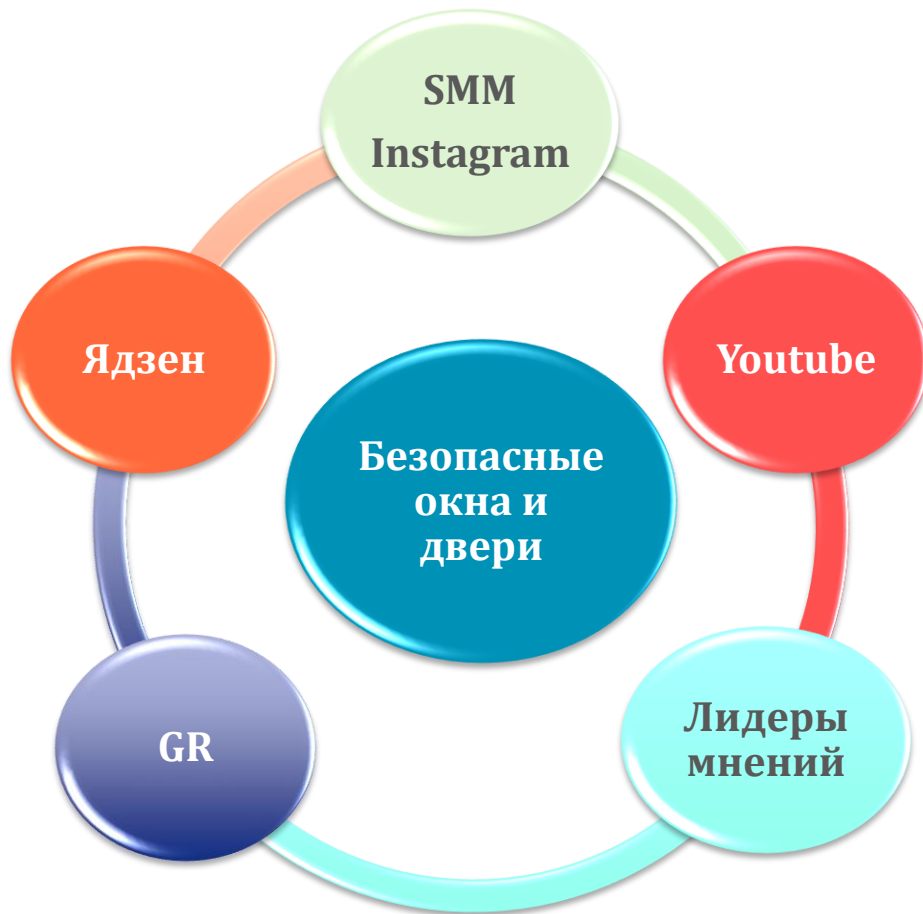 SMM
Instagram
Ядзен
Youtube
Безопасные
окна и
двери
GR
Лидеры
мнений